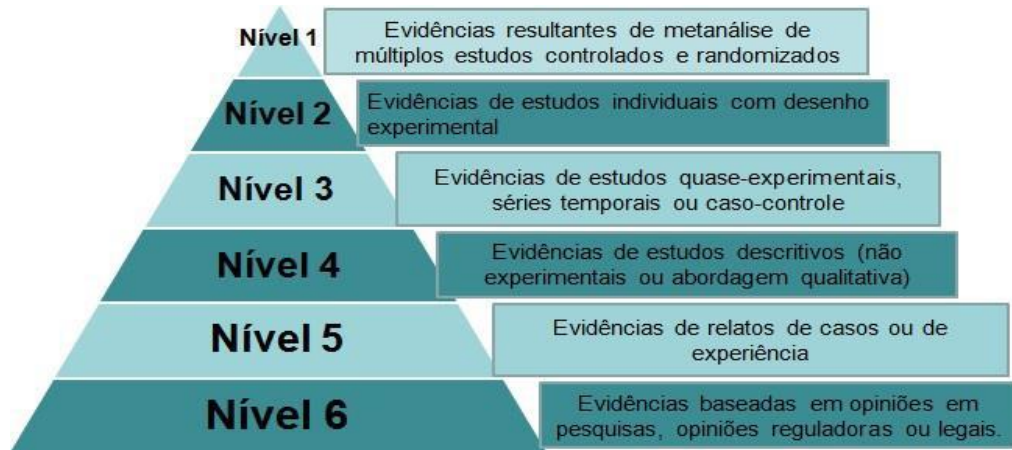 Nível 1
Evidências resultantes de metanálise de
múltiplos estudos controlados e randomizados
Nível 2
Evidências de estudos individuais com desenho
experimental
Nível 3
Evidências de estudos quase-experimentais,
séries temporais ou caso-controle
Nível 4
Evidências de estudos descritivos (não
experimentais ou abordagem qualitativa)
Nível 5
Evidências de relatos de casos ou de
experiência
Nível 6
Evidências baseadas em opiniões em
pesquisas, opiniões reguladoras ou legais.